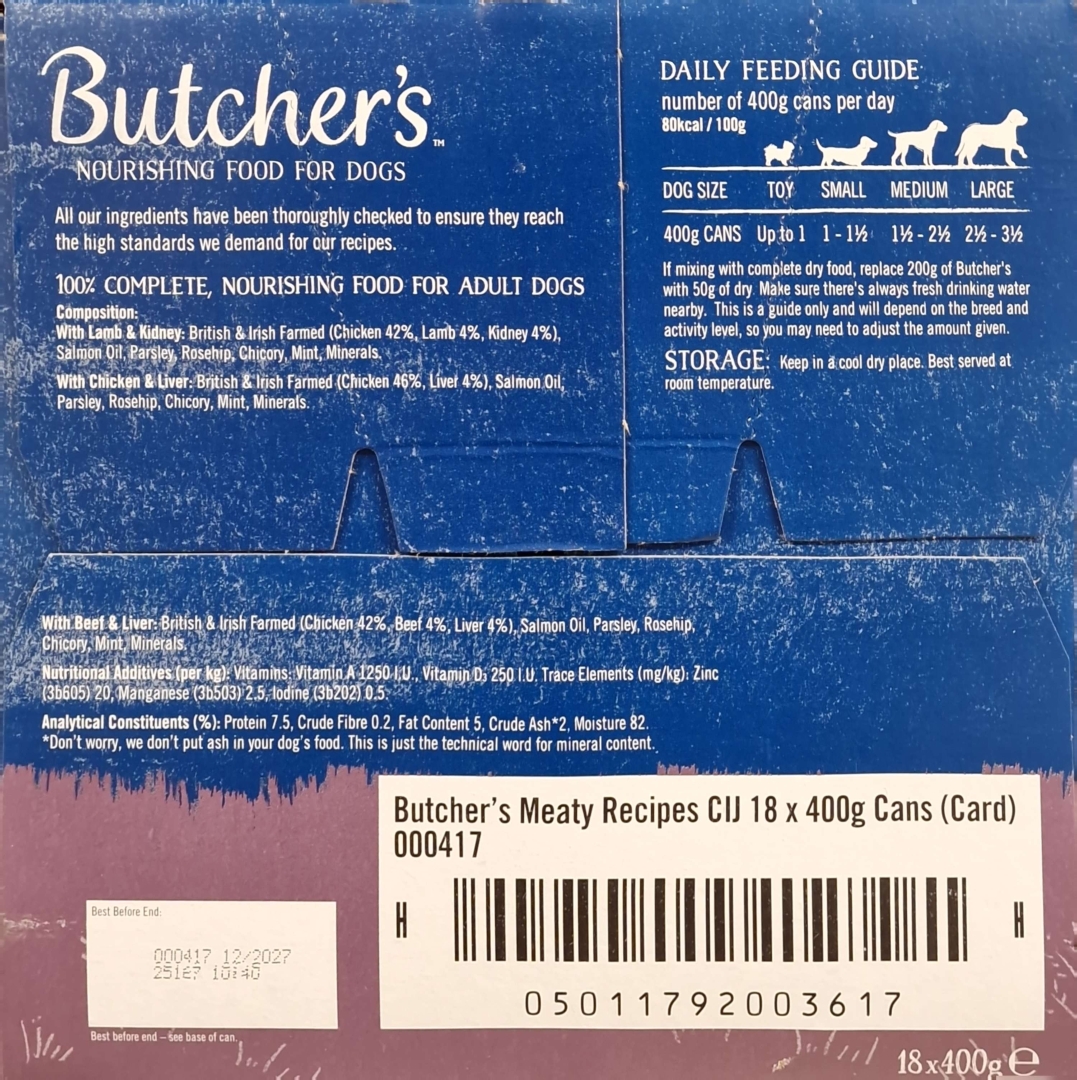 Butcher's™
NOURISHING FOOD FOR DOGS
All our ingredients have been thoroughly checked to ensure they reach
the high standards we demand for our recipes.
100% COMPLETE, NOURISHING FOOD FOR ADULT DOGS
Composition:
With Lamb & Kidney: British & Irish Farmed (Chicken 42%, Lamb 4%, Kidney 4%),
Salmon Oil, Parsley, Rosehip, Chicory, Mint, Minerals.
With Chicken & Liver: British & Irish Farmed (Chicken 46%, Liver 4%), Salmon Oil,
Parsley, Rosehip, Chicory, Mint, Minerals.
DAILY FEEDING GUIDE
number of 400g cans per day
80kcal / 100g
DOG SIZE TOY SMALL MEDIUM LARGE
400g CANS Up to 1 1 - 1½ 1½ - 2½ 2½ - 3½
If mixing with complete dry food, replace 200g of Butcher's
with 50g of dry. Make sure there's always fresh drinking water
nearby. This is a guide only and will depend on the breed and
activity level, so you may need to adjust the amount given.
STORAGE: Keep in a cool dry place. Best served at
room temperature.
With Beef & Liver: British & Irish Farmed (Chicken 42%, Beef 4%, Liver 4%), Salmon Oil, Parsley, Rosehip,
Chicory, Mint, Minerals.
Nutritional Additives (per kg): Vitamins: Vitamin A 1250 I.U., Vitamin D₃ 250 I.U. Trace Elements (mg/kg): Zinc
(3b605) 20, Manganese (3b503) 2.5, Iodine (3b202) 0.5.
Analytical Constituents (%): Protein 7.5, Crude Fibre 0.2, Fat Content 5, Crude Ash*2, Moisture 82.
*Don't worry, we don't put ash in your dog's food. This is just the technical word for mineral content.
Butcher's Meaty Recipes CIJ 18 x 400g Cans (Card)
000417
H H
05011792003617
Best Before End:
000417 12/2027
25167 10:40
Best before end – see base of can.
18x400g ℮